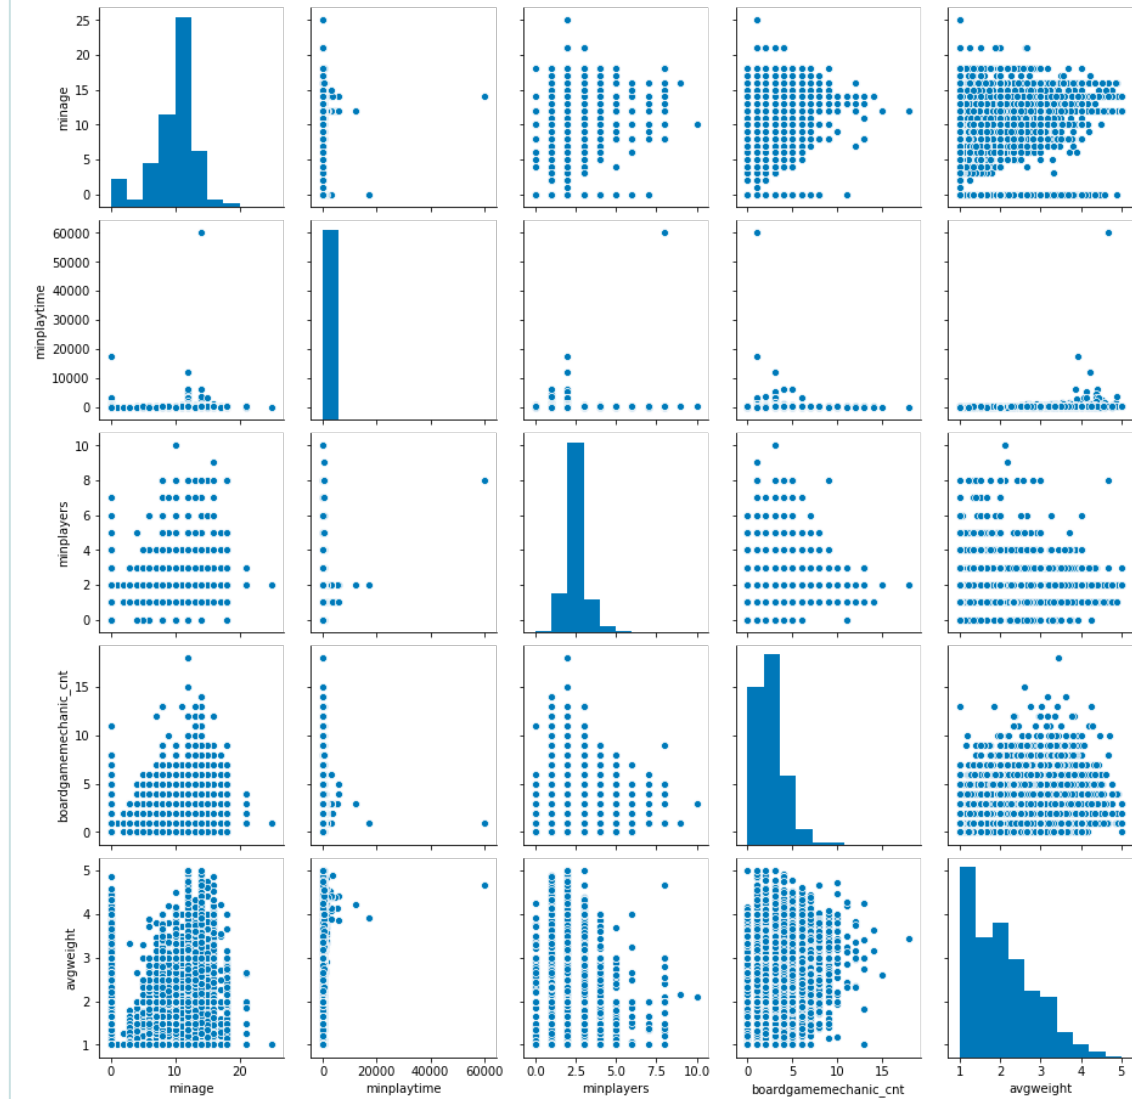 25
20
15
10
5
0
minage
60000
50000
40000
30000
20000
10000
0
minplaytime
10
8
6
4
2
0
minplayers
15
10
5
0
boardgamemechanic_cnt
5
4
3
2
1
avgweight
0 10 20
minage
0 20000 40000 60000
minplaytime
0.0 2.5 5.0 7.5 10.0
minplayers
0 5 10 15
boardgamemechanic_cnt
1 2 3 4 5
avgweight